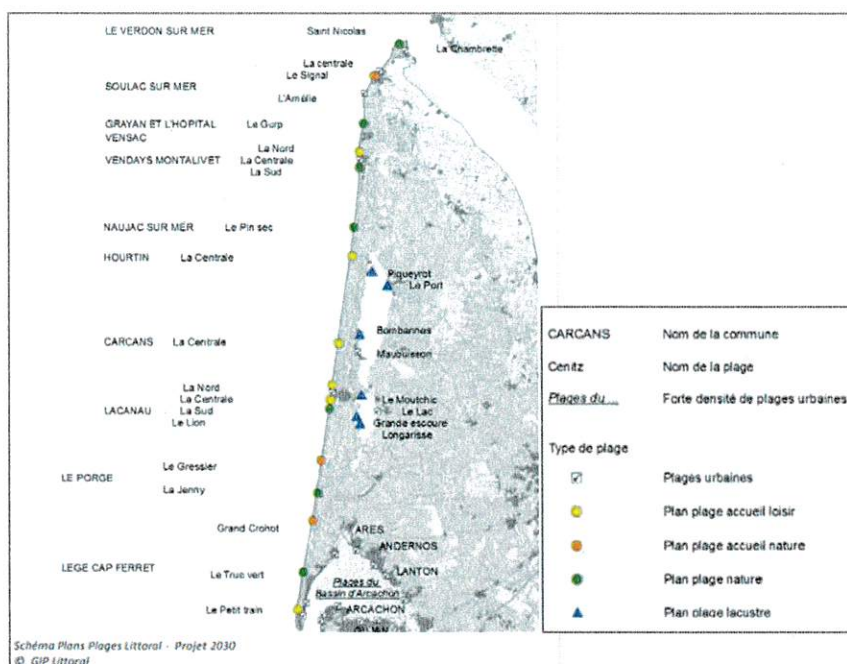 LE VERDON SUR MER Saint Nicolas
La Chambrette
La centrale
Le Signal
SOULAC SUR MER
L'Amélie
GRAYAN ET L'HOPITAL Le Gurp
VENSAC
La Nord
VENDAYS MONTALIVET La Centrale
La Sud
NAUJAC SUR MER Le Pin sec
HOURTIN La Centrale
Piqueyrot
Le Port
Bombannes
CARCANS La Centrale
Maubuisson
La Nord
La Centrale Le Moutchic
LACANAU La Sud Le Lac
Le Lion Grande escoure
Longarisse
Le Gressier
LE PORGE
La Jenny
Grand Crohot
ARES
ANDERNOS
LEGE CAP FERRET
Le Truc vert
LANTON
Plages du
Bassin d'Arcachon
Le Petit train ARCACHON
CARCANS Nom de la commune
Cenitz Nom de la plage
Plages du ... Forte densité de plages urbaines
Type de plage
Plages urbaines
Plan plage accueil loisir
Plan plage accueil nature
Plan plage nature
Plan plage lacustre
Schéma Plans Plages Littoral - Projet 2030
© GIP Littoral